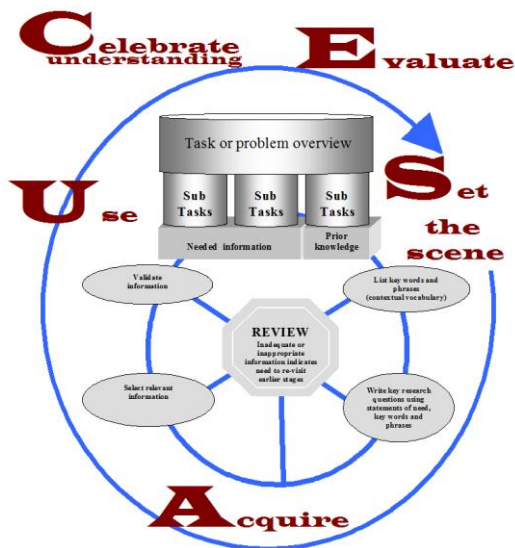 Celebrate
understanding
Evaluate
Task or problem overview
Sub
Tasks
Sub
Tasks
Sub
Tasks
Use
Set
the
scene
Needed information
Prior
knowledge
Validate
information
List key words and
phrases
(contextual vocabulary)
REVIEW
Inadequate or
inappropriate
information indicates
need to re-visit
earlier stages
Select relevant
information
Write key research
questions using
statements of need,
key words and
phrases
Acquire